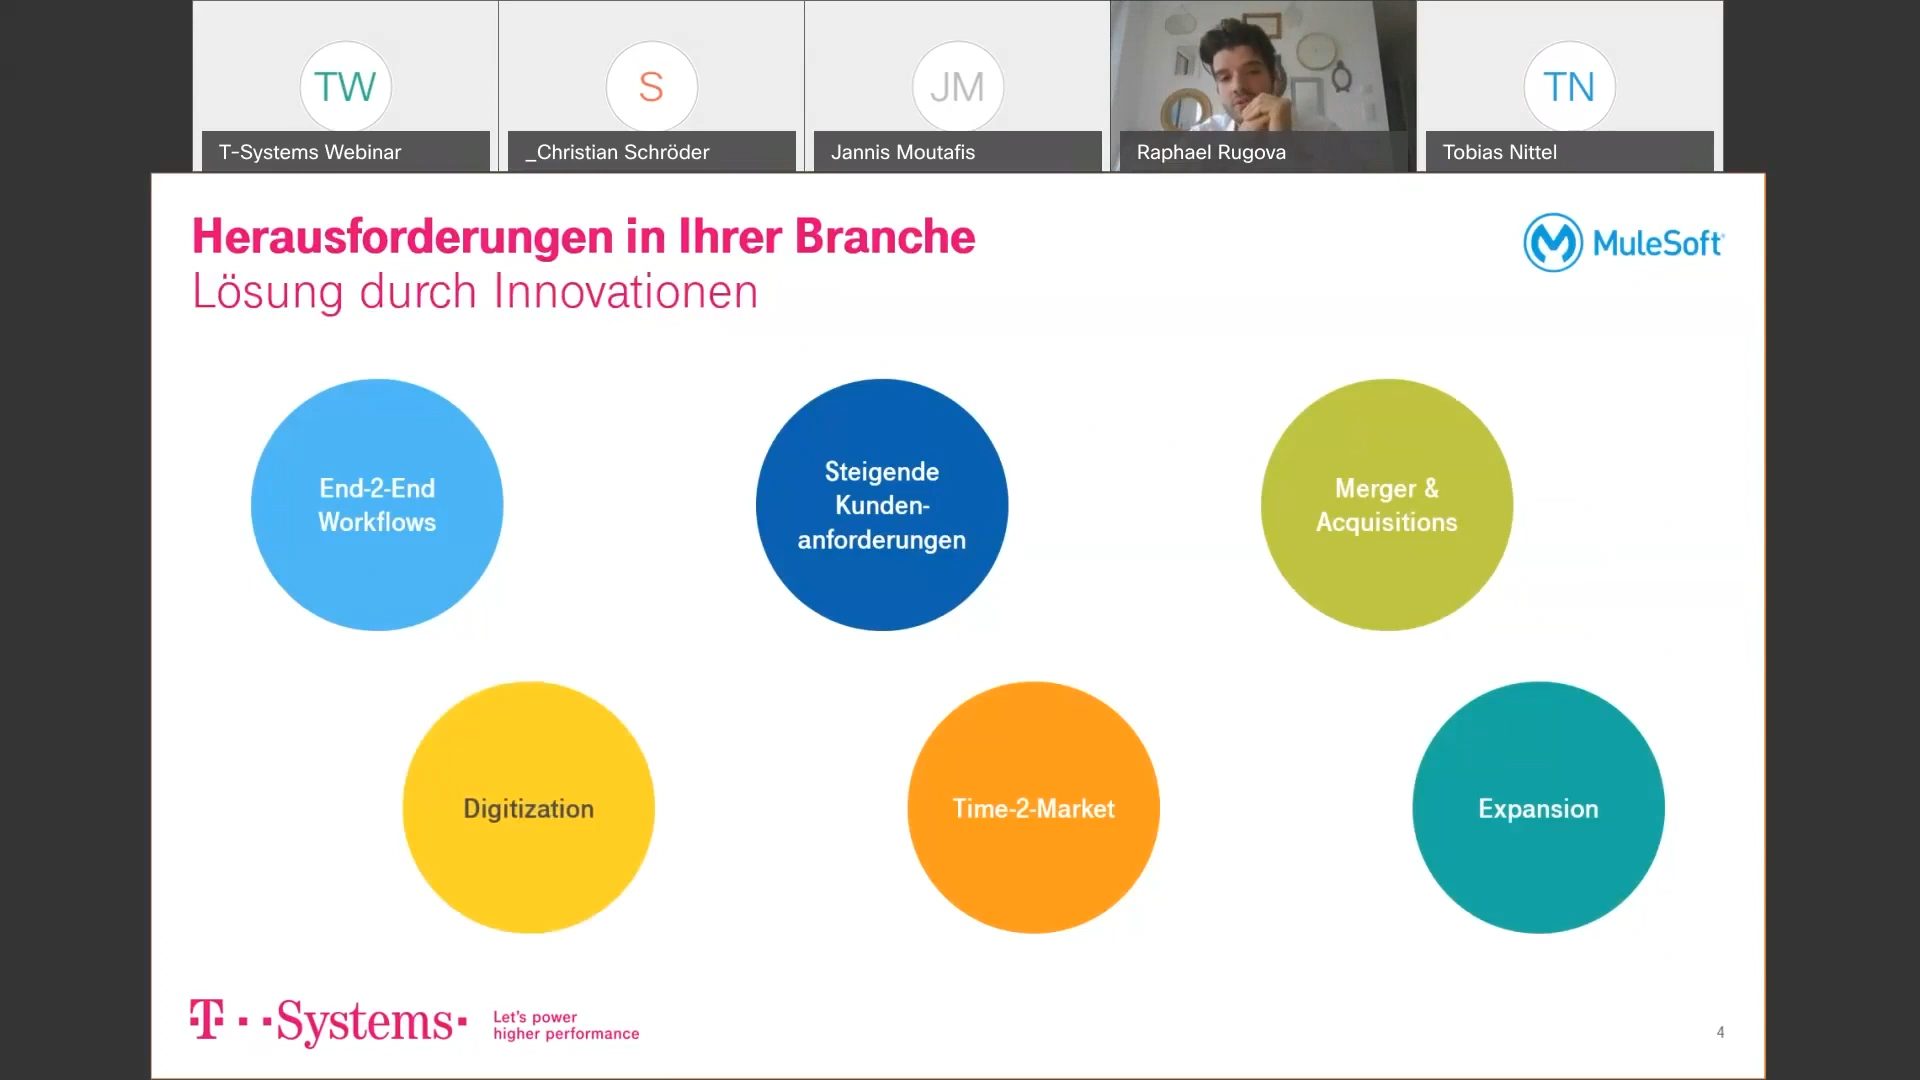 TW
S
JM
TN
T-Systems Webinar
_Christian Schröder
Jannis Moutafis
Raphael Rugova
Tobias Nittel
Herausforderungen in Ihrer Branche
Lösung durch Innovationen
MuleSoft
End-2-End
Workflows
Steigende
Kunden-
anforderungen
Merger &
Acquisitions
Digitization
Time-2-Market
Expansion
T··Systems·
Let's power
higher performance
4